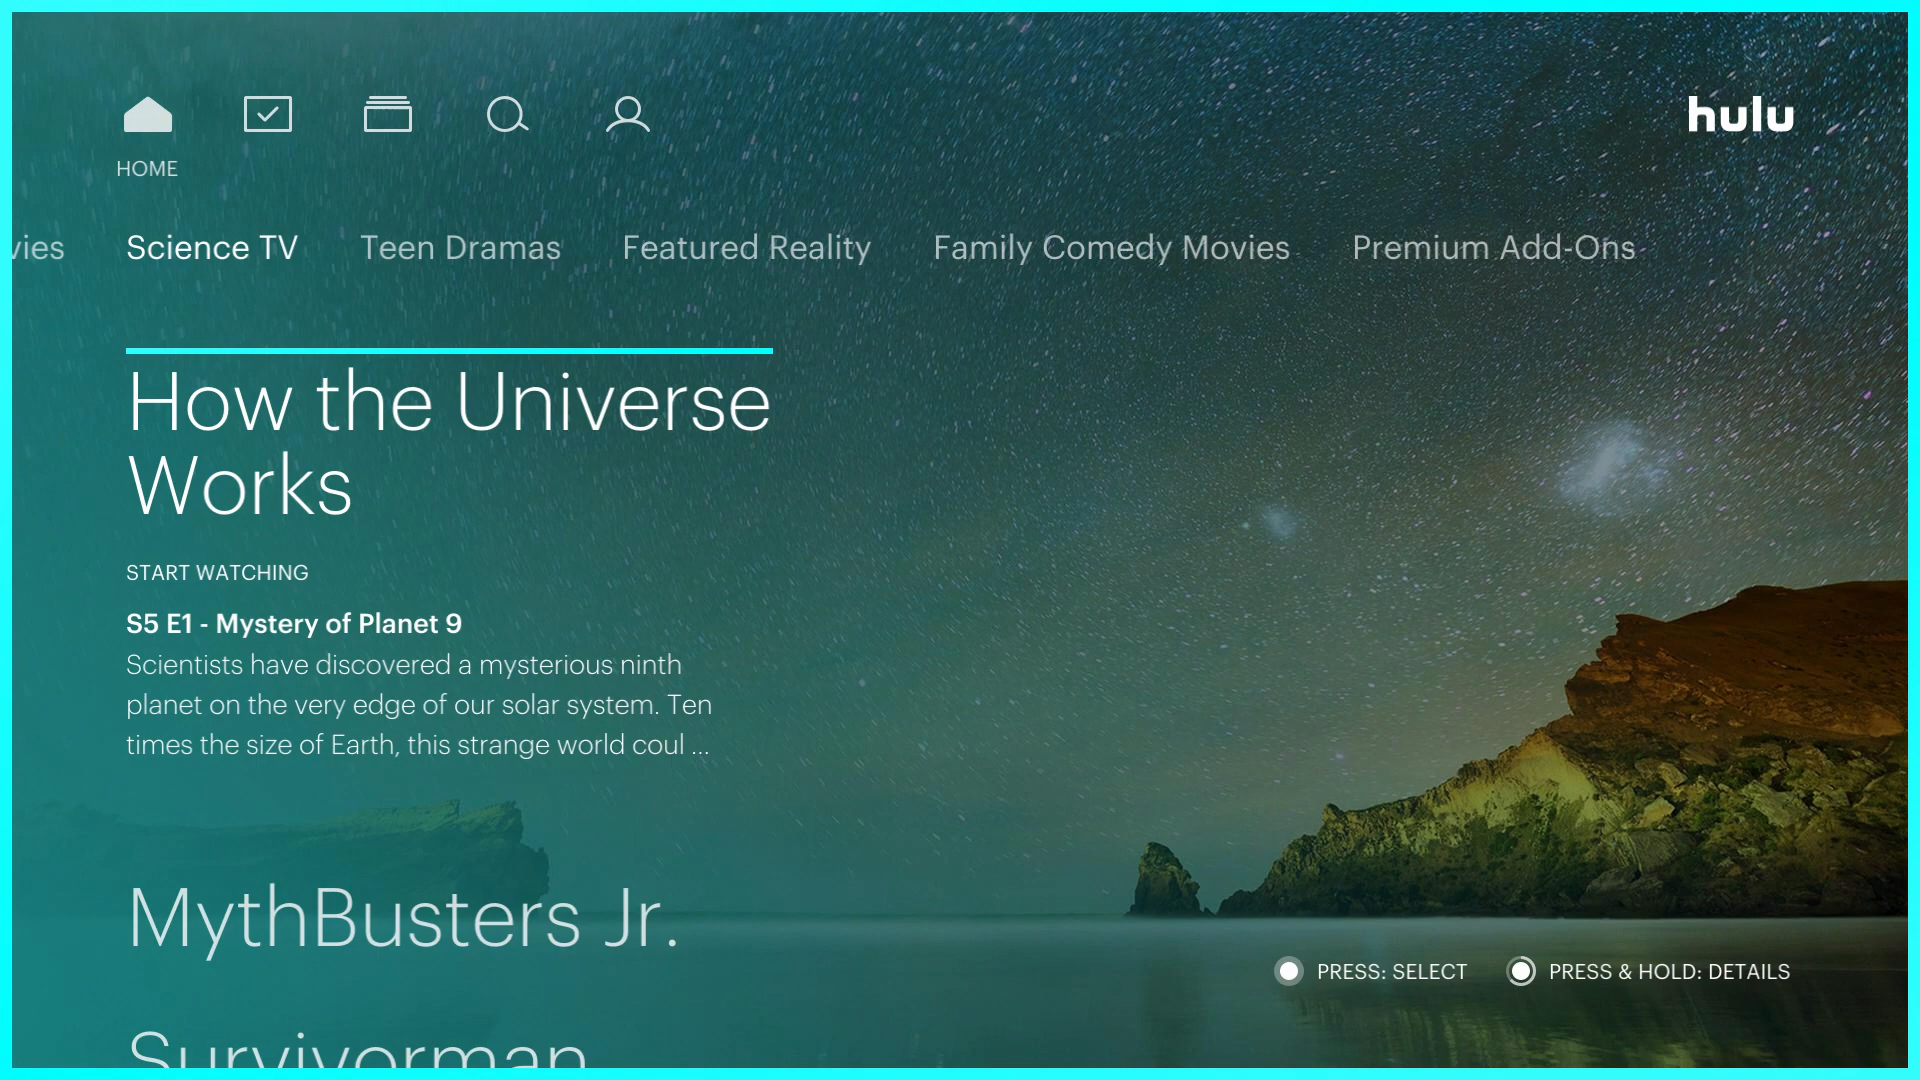 hulu
HOME
vies Science TV Teen Dramas Featured Reality Family Comedy Movies Premium Add-Ons
How the Universe
Works
START WATCHING
S5 E1 - Mystery of Planet 9
Scientists have discovered a mysterious ninth
planet on the very edge of our solar system. Ten
times the size of Earth, this strange world coul ...
MythBusters Jr.
PRESS: SELECT PRESS & HOLD: DETAILS
Survivorman